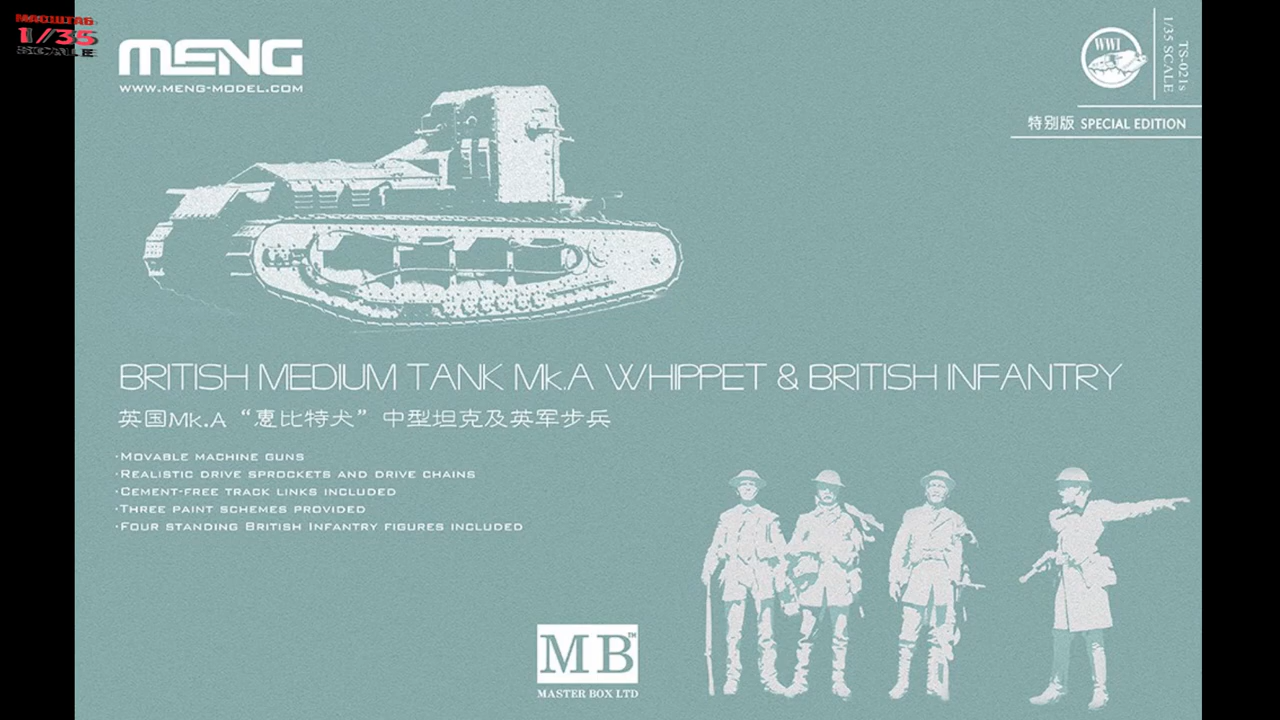 МАСШТАБ
1/35
SCALE
MENG
WWW.MENG-MODEL.COM
WWI
1/35 SCALE
TS-021s
特别版 SPECIAL EDITION
BRITISH MEDIUM TANK Mk.A WHIPPET & BRITISH INFANTRY
英国Mk.A“惠比特犬”中型坦克及英军步兵
·MOVABLE MACHINE GUNS
·REALISTIC DRIVE SPROCKETS AND DRIVE CHAINS
·CEMENT-FREE TRACK LINKS INCLUDED
·THREE PAINT SCHEMES PROVIDED
·FOUR STANDING BRITISH INFANTRY FIGURES INCLUDED
MB™
MASTER BOX LTD